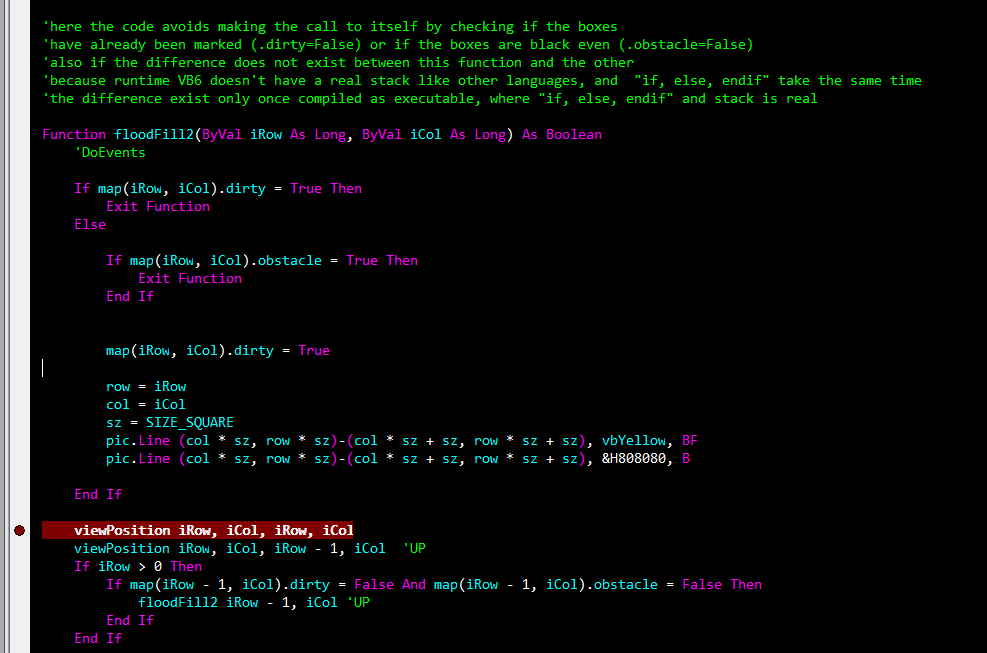 'here the code avoids making the call to itself by checking if the boxes
'have already been marked (.dirty=False) or if the boxes are black even (.obstacle=False)
'also if the difference does not exist between this function and the other
'because runtime VB6 doesn't have a real stack like other languages, and  "if, else, endif" take the same time
'the difference exist only once compiled as executable, where "if, else, endif" and stack is real
Function floodFill2(ByVal iRow As Long, ByVal iCol As Long) As Boolean
'DoEvents
If map(iRow, iCol).dirty = True Then
Exit Function
Else
If map(iRow, iCol).obstacle = True Then
Exit Function
End If
map(iRow, iCol).dirty = True
row = iRow
col = iCol
sz = SIZE_SQUARE
pic.Line (col * sz, row * sz)-(col * sz + sz, row * sz + sz), vbYellow, BF
pic.Line (col * sz, row * sz)-(col * sz + sz, row * sz + sz), &H808080, B
End If
viewPosition iRow, iCol, iRow, iCol
viewPosition iRow, iCol, iRow - 1, iCol  'UP
If iRow > 0 Then
If map(iRow - 1, iCol).dirty = False And map(iRow - 1, iCol).obstacle = False Then
floodFill2 iRow - 1, iCol 'UP
End If
End If